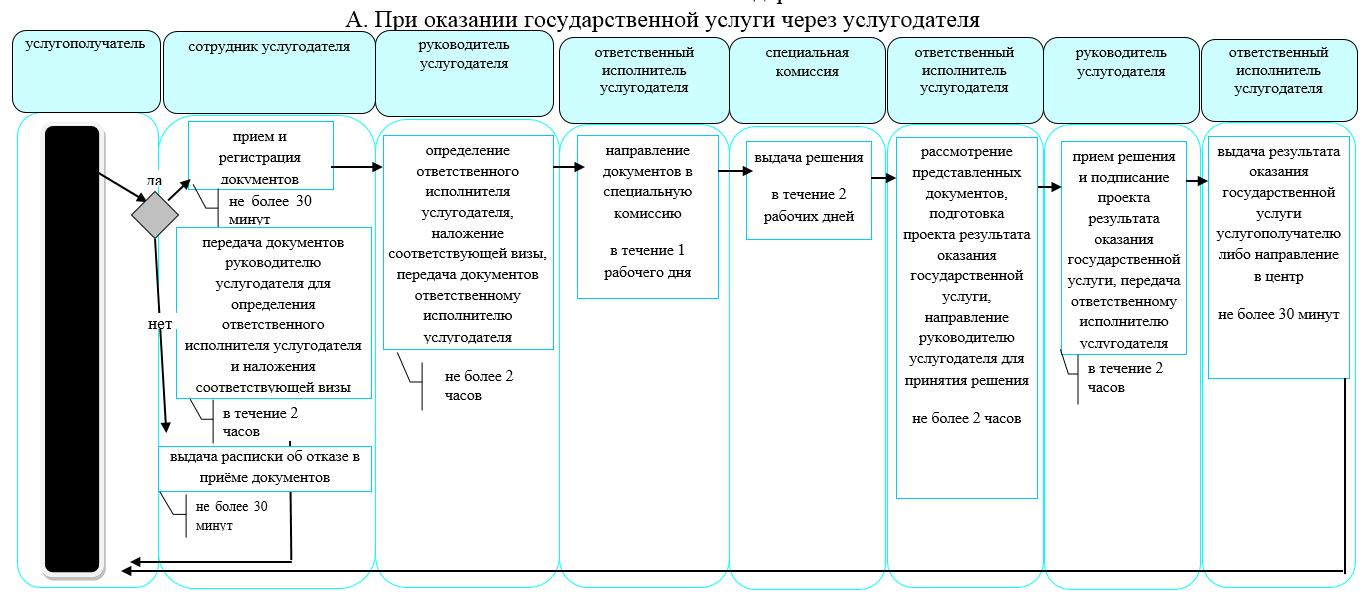 А. При оказании государственной услуги через услугодателя
услугополучатель
сотрудник услугодателя
руководитель
услугодателя
ответственный
исполнитель
услугодателя
специальная
комиссия
ответственный
исполнитель
услугодателя
руководитель
услугодателя
ответственный
исполнитель
услугодателя
да
нет
прием и
регистрация
документов
не более 30
минут
передача документов
руководителю
услугодателя для
определения
ответственного
исполнителя услугодателя
и наложения
соответствующей визы
в течение 2
часов
выдача расписки об отказе в
приёме документов
не более 30
минут
определение
ответственного
исполнителя
услугодателя,
наложение
соответствующей визы,
передача документов
ответственному
исполнителю
услугодателя
не более 2
часов
направление
документов в
специальную
комиссию
в течение 1
рабочего дня
выдача решения
в течение 2
рабочих дней
рассмотрение
представленных
документов,
подготовка
проекта результата
оказания
государственной
услуги,
направление
руководителю
услугодателя для
принятия решения
не более 2 часов
прием решения
и подписание
проекта
результата
оказания
государственной
услуги, передача
ответственному
исполнителю
услугодателя
в течение 2
часов
выдача результата
оказания
государственной
услуги
услугополучателю
либо направление
в центр
не более 30 минут